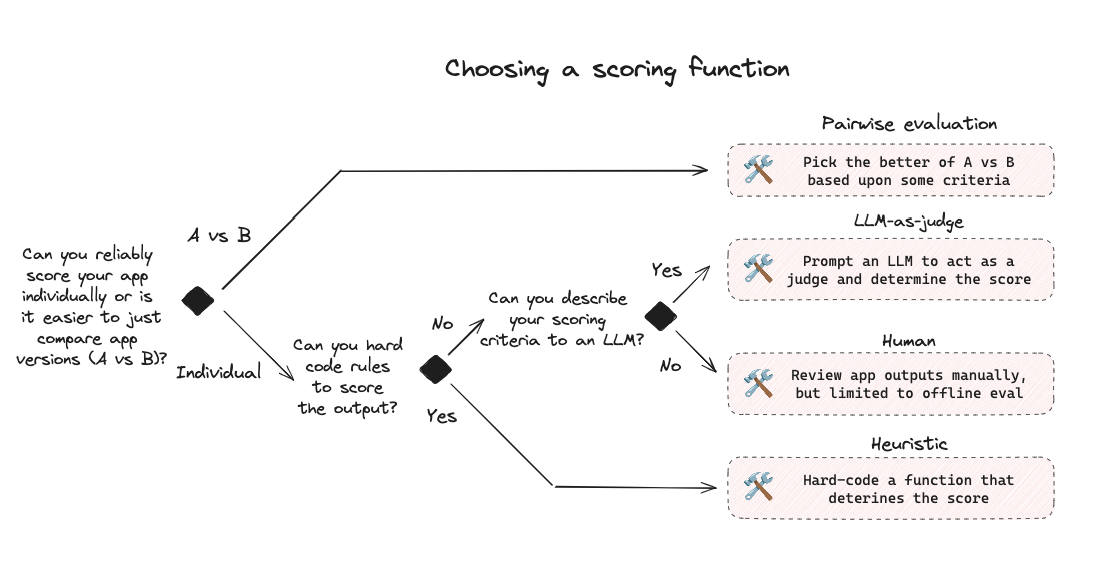 Choosing a scoring function
Pairwise evaluation
Pick the better of A vs B
based upon some criteria
A vs B
LLM-as-judge
Can you reliably
score your app
individually or is
it easier to just
compare app
versions (A vs B)?
Prompt an LLM to act as a
judge and determine the score
Yes
Can you describe
your scoring
criteria to an LLM?
No
Individual
Can you hard
code rules
to score
the output?
No
Human
Review app outputs manually,
but limited to offline eval
Yes
Heuristic
Hard-code a function that
deterines the score